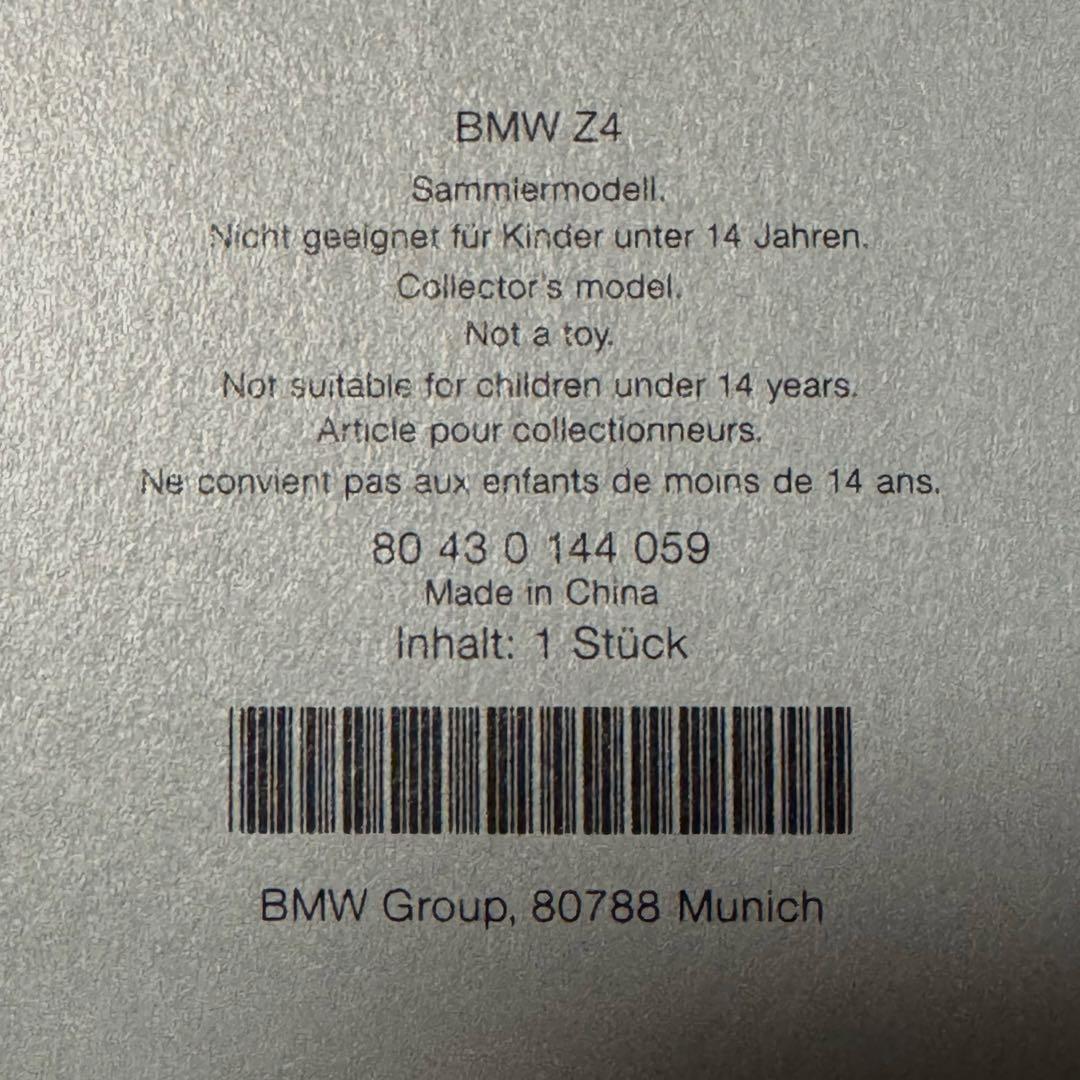 BMW Z4
Sammlermodell.
Nicht geeignet für Kinder unter 14 Jahren.
Collector's model.
Not a toy.
Not suitable for children under 14 years.
Article pour collectionneurs.
Ne convient pas aux enfants de moins de 14 ans.
80 43 0 144 059
Made in China
Inhalt: 1 Stück
BMW Group, 80788 Munich